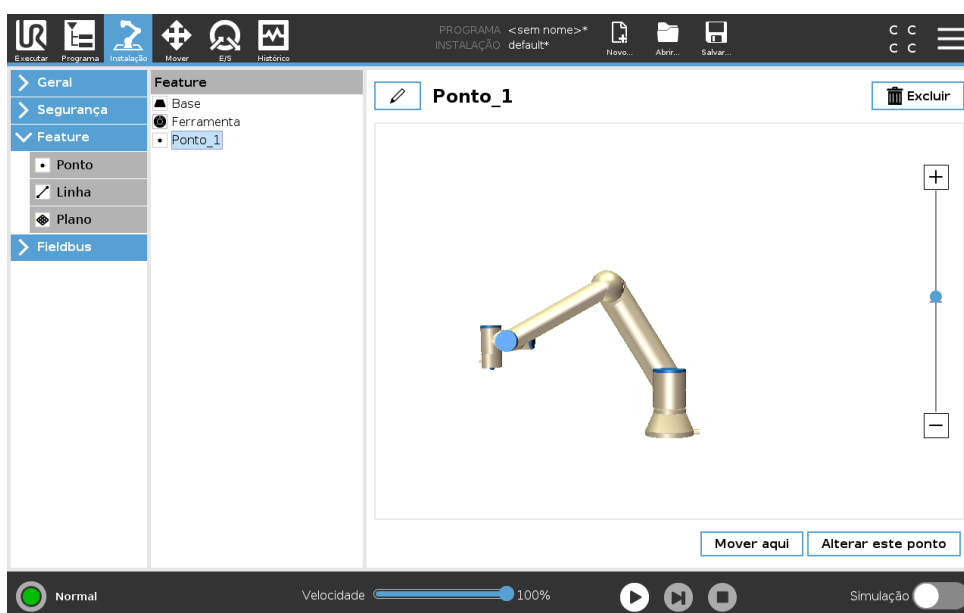 PROGRAMA <sem nome>*
INSTALAÇÃO default*
UR
Executar Programa Instalação Mover E/S Histórico Novo... Abrir... Salvar...
C C
C C
Geral
Segurança
Feature
Ponto
Linha
Plano
Fieldbus
Feature
Base
Ferramenta
Ponto_1
Ponto_1
Excluir
+
−
Mover aqui Alterar este ponto
Normal Velocidade 100% Simulação